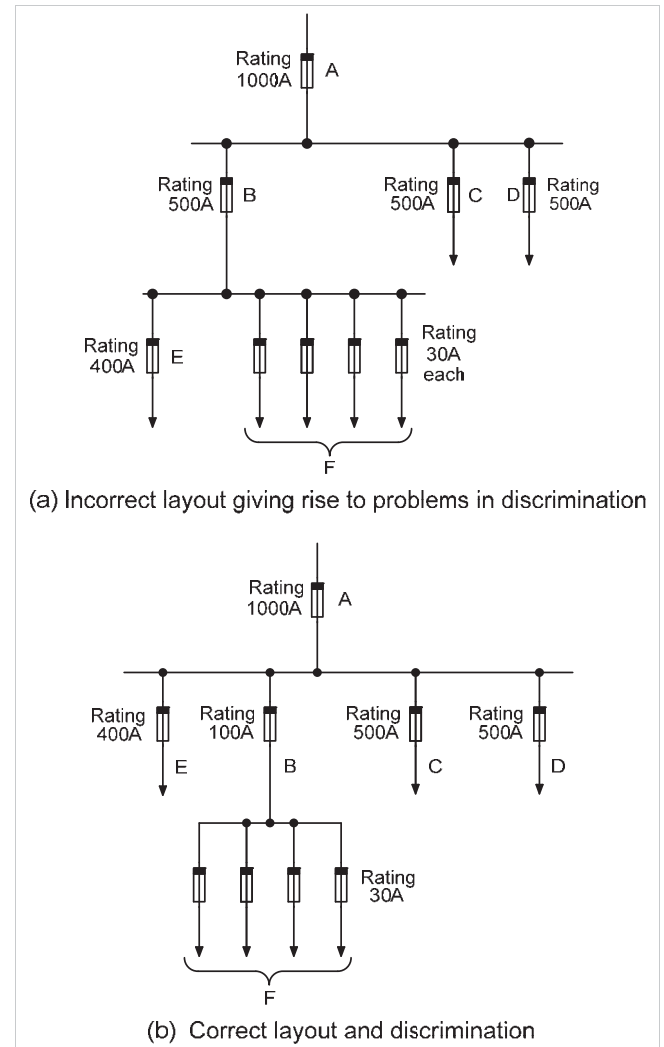 Rating
1000A
A
Rating
500A
B
Rating
500A
C
D
Rating
500A
Rating
400A
E
Rating
30A
each
F
(a) Incorrect layout giving rise to problems in discrimination
Rating
1000A
A
Rating
400A
E
Rating
100A
B
Rating
500A
C
Rating
500A
D
Rating
30A
F
(b) Correct layout and discrimination